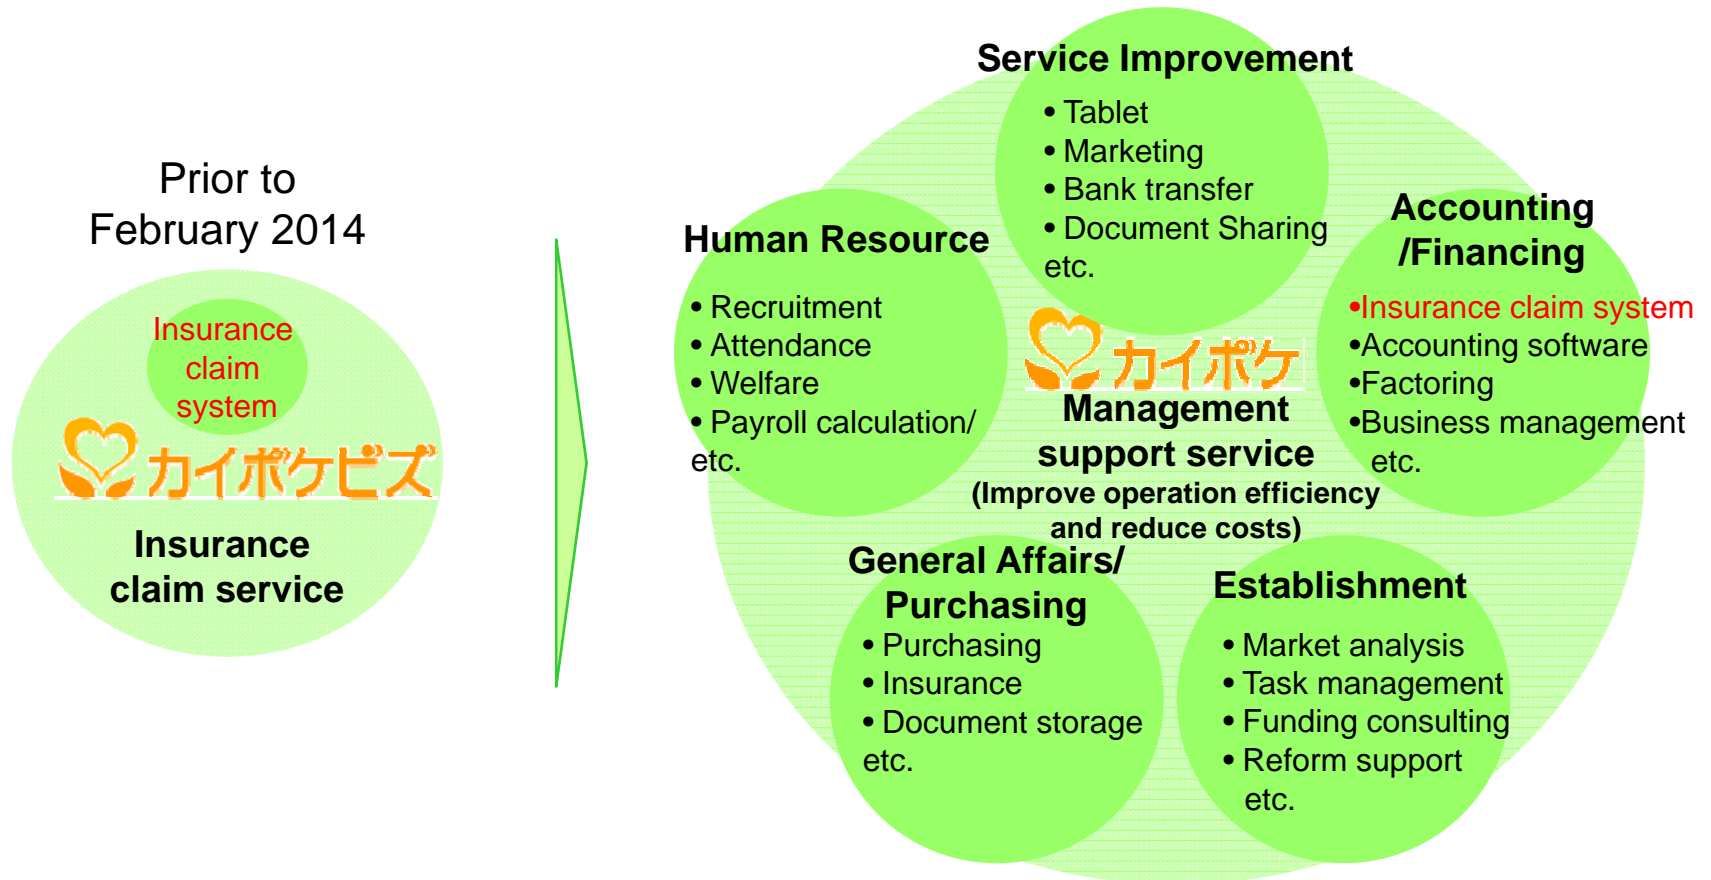 Prior to
February 2014
Insurance
claim
system
カイポケビズ
Insurance
claim service
Service Improvement
• Tablet
• Marketing
• Bank transfer
• Document Sharing
etc.
Human Resource
• Recruitment
• Attendance
• Welfare
• Payroll calculation/
etc.
Accounting
/Financing
•Insurance claim system
•Accounting software
•Factoring
•Business management
etc.
カイポケ
Management
support service
(Improve operation efficiency
and reduce costs)
General Affairs/
Purchasing
• Purchasing
• Insurance
• Document storage
etc.
Establishment
• Market analysis
• Task management
• Funding consulting
• Reform support
etc.